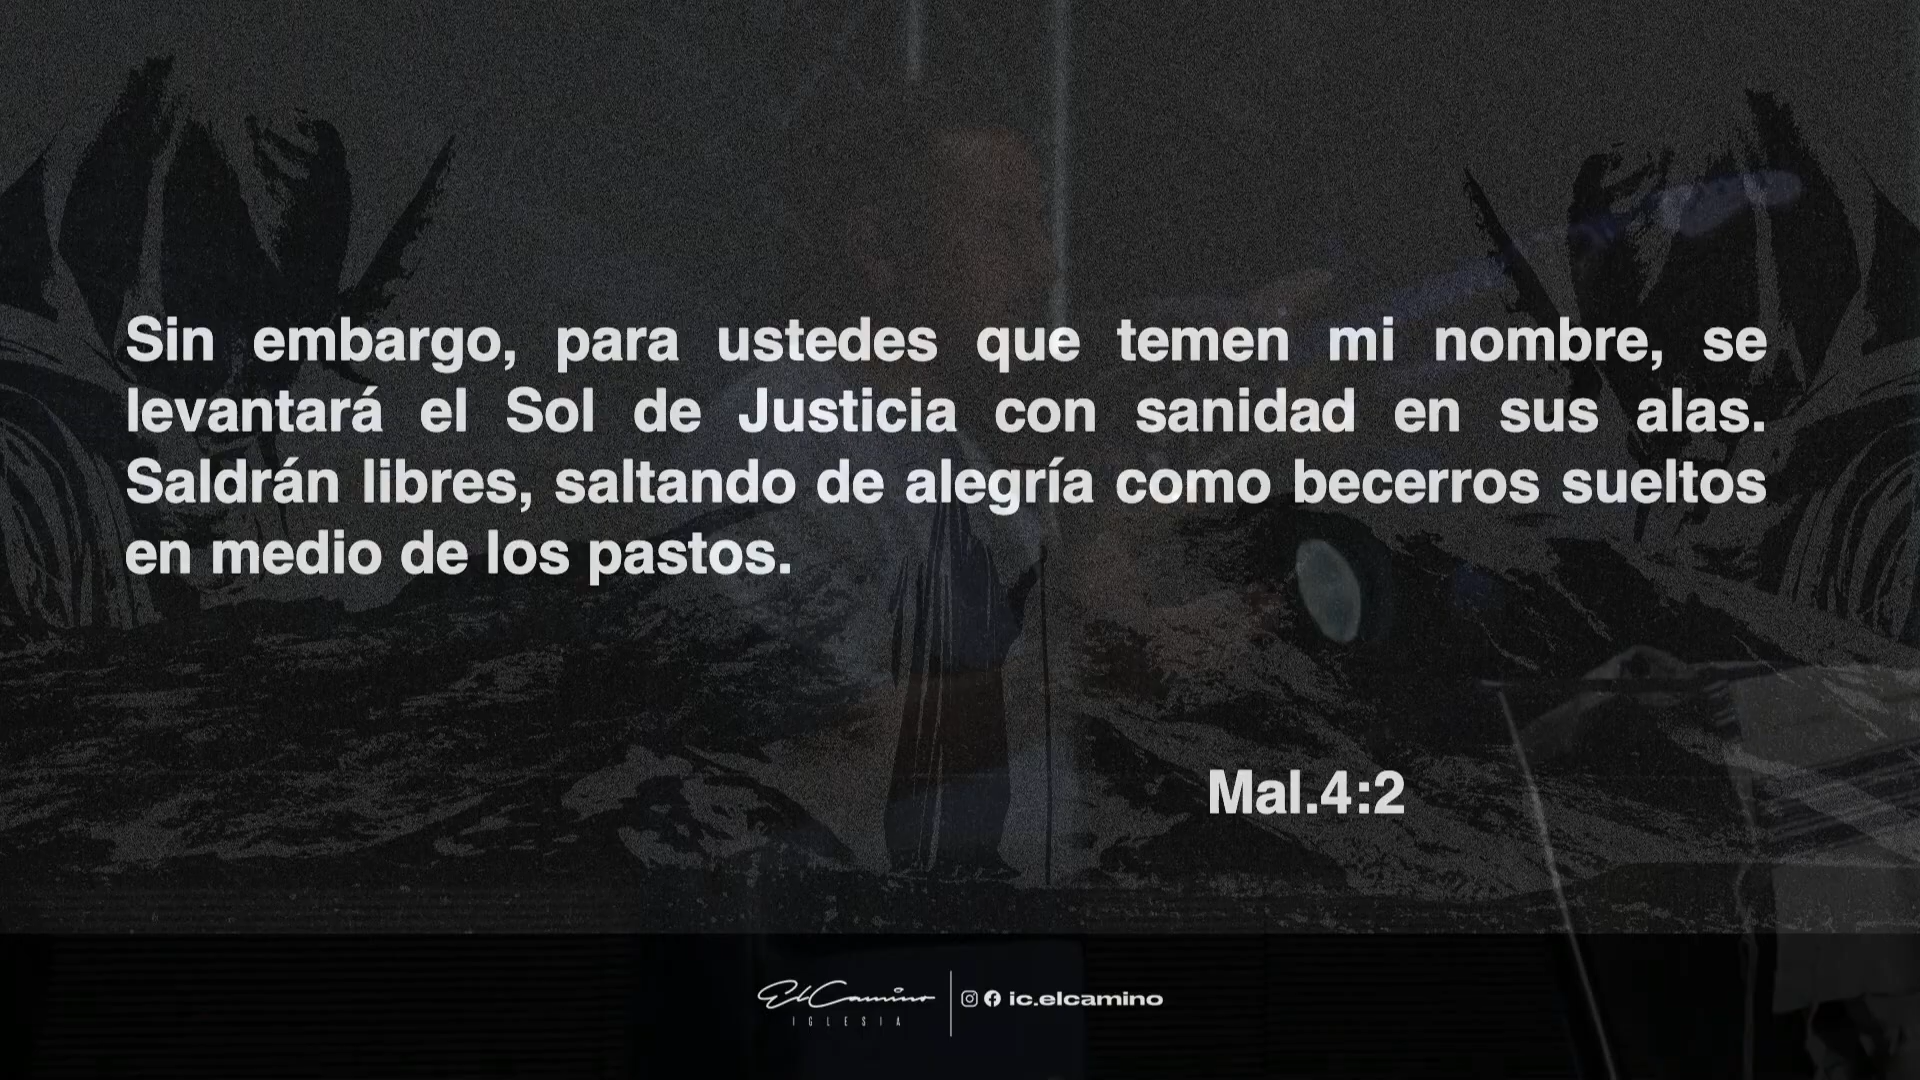 Sin embargo, para ustedes que temen mi nombre, se
levantará el Sol de Justicia con sanidad en sus alas.
Saldrán libres, saltando de alegría como becerros sueltos
en medio de los pastos.
Mal.4:2
El Camino
IGLESIA
ic.elcamino